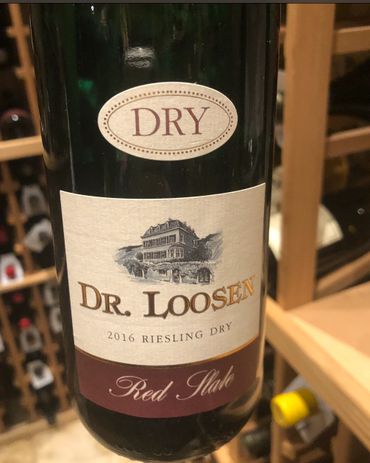 DRY
DR. LOOSEN
2016 RIESLING DRY
Red Slate